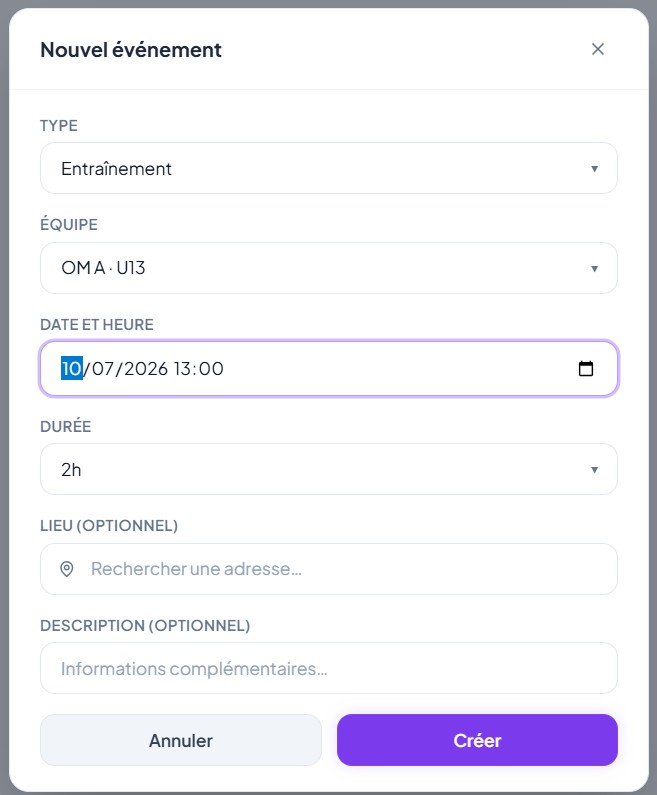 Nouvel événement
TYPE
Entraînement
ÉQUIPE
OM A · U13
DATE ET HEURE
10/07/2026 13:00
DURÉE
2h
LIEU (OPTIONNEL)
Rechercher une adresse…
DESCRIPTION (OPTIONNEL)
Informations complémentaires…
Annuler
Créer